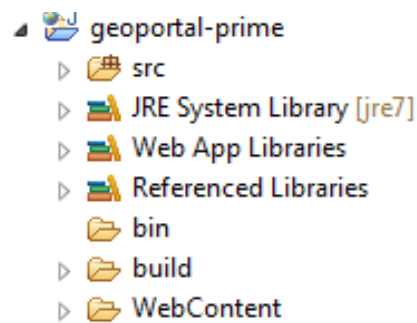 geoportal-prime
src
JRE System Library [jre7]
Web App Libraries
Referenced Libraries
bin
build
WebContent